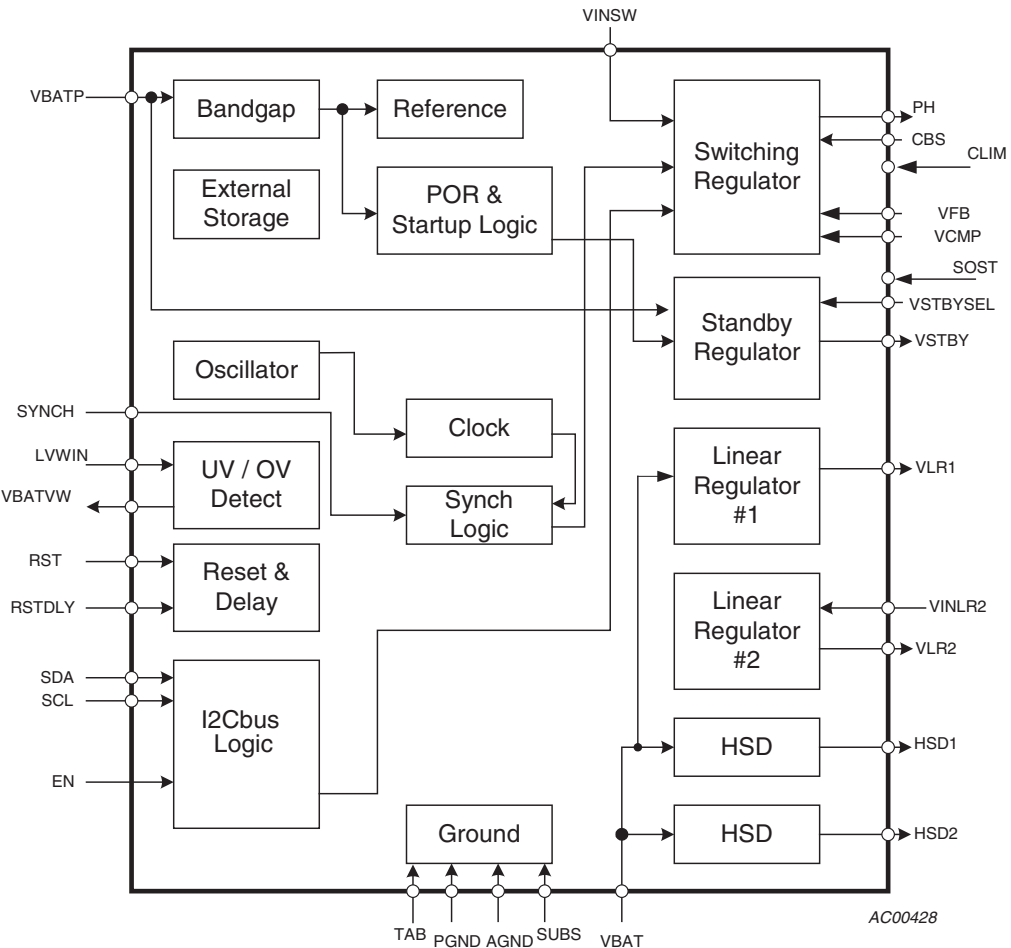 VINSW
VBATP
Bandgap
Reference
External
Storage
POR &
Startup Logic
Switching
Regulator
PH
CBS
CLIM
VFB
VCMP
SOST
VSTBYSEL
VSTBY
Standby
Regulator
Oscillator
SYNCH
Clock
LVWIN
VBATVW
UV / OV
Detect
Synch
Logic
Linear
Regulator
#1
VLR1
RST
RSTDLY
Reset &
Delay
Linear
Regulator
#2
VINLR2
VLR2
SDA
SCL
EN
I2Cbus
Logic
HSD
HSD1
Ground
HSD
HSD2
TAB
PGND
AGND
SUBS
VBAT
AC00428